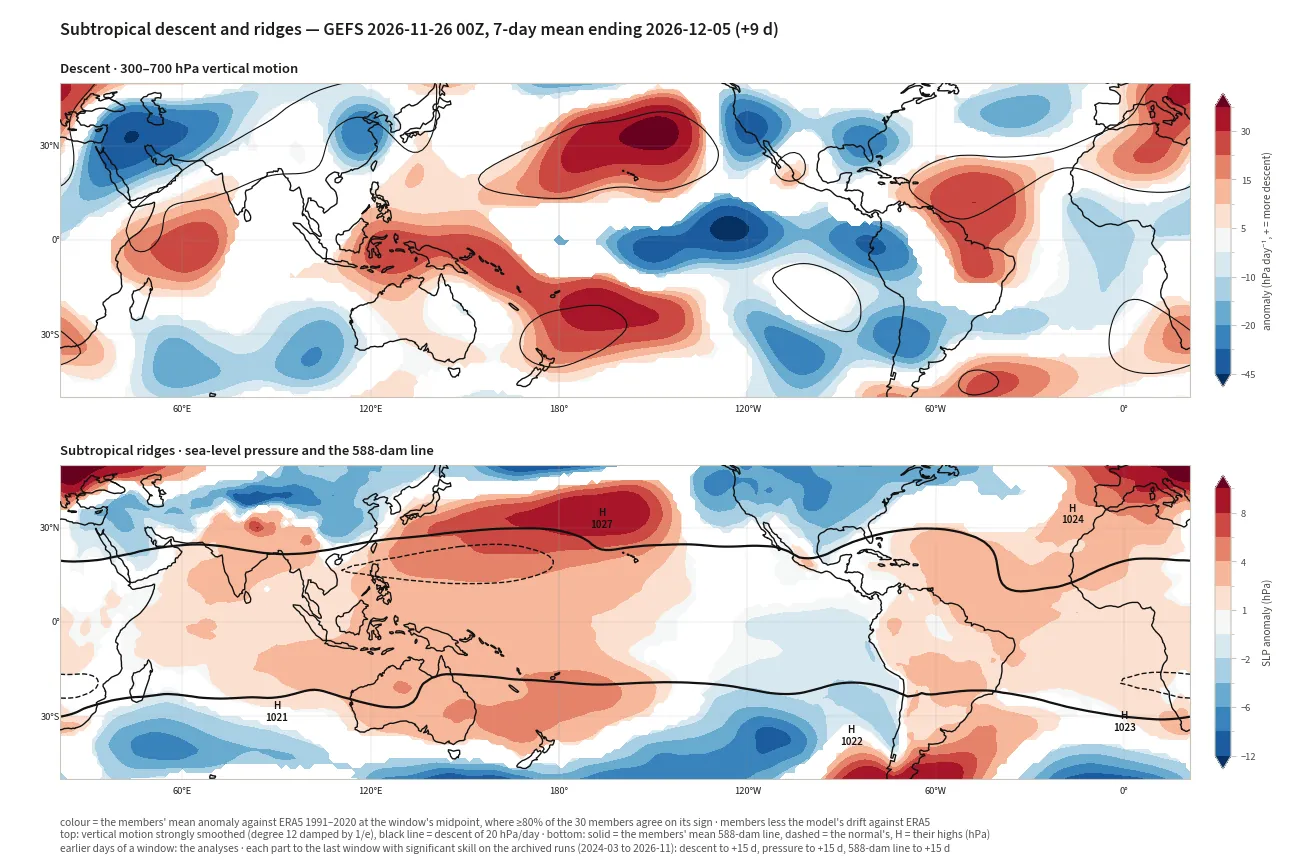 Subtropical descent and ridges — GEFS 2026-11-26 00Z, 7-day mean ending 2026-12-05 (+9 d)
Descent · 300–700 hPa vertical motion
30°N
0°
30°S
60°E
120°E
180°
120°W
60°W
0°
30
15
5
−10
−20
−45
anomaly (hPa day⁻¹, + = more descent)
Subtropical ridges · sea-level pressure and the 588-dam line
30°N
0°
30°S
H
1027
H
1024
H
1021
H
1022
H
1023
60°E
120°E
180°
120°W
60°W
0°
8
4
1
−2
−6
−12
SLP anomaly (hPa)
colour = the members' mean anomaly against ERA5 1991–2020 at the window's midpoint, where ≥80% of the 30 members agree on its sign · members less the model's drift against ERA5
top: vertical motion strongly smoothed (degree 12 damped by 1/e), black line = descent of 20 hPa/day · bottom: solid = the members' mean 588-dam line, dashed = the normal's, H = their highs (hPa)
earlier days of a window: the analyses · each part to the last window with significant skill on the archived runs (2024-03 to 2026-11): descent to +15 d, pressure to +15 d, 588-dam line to +15 d